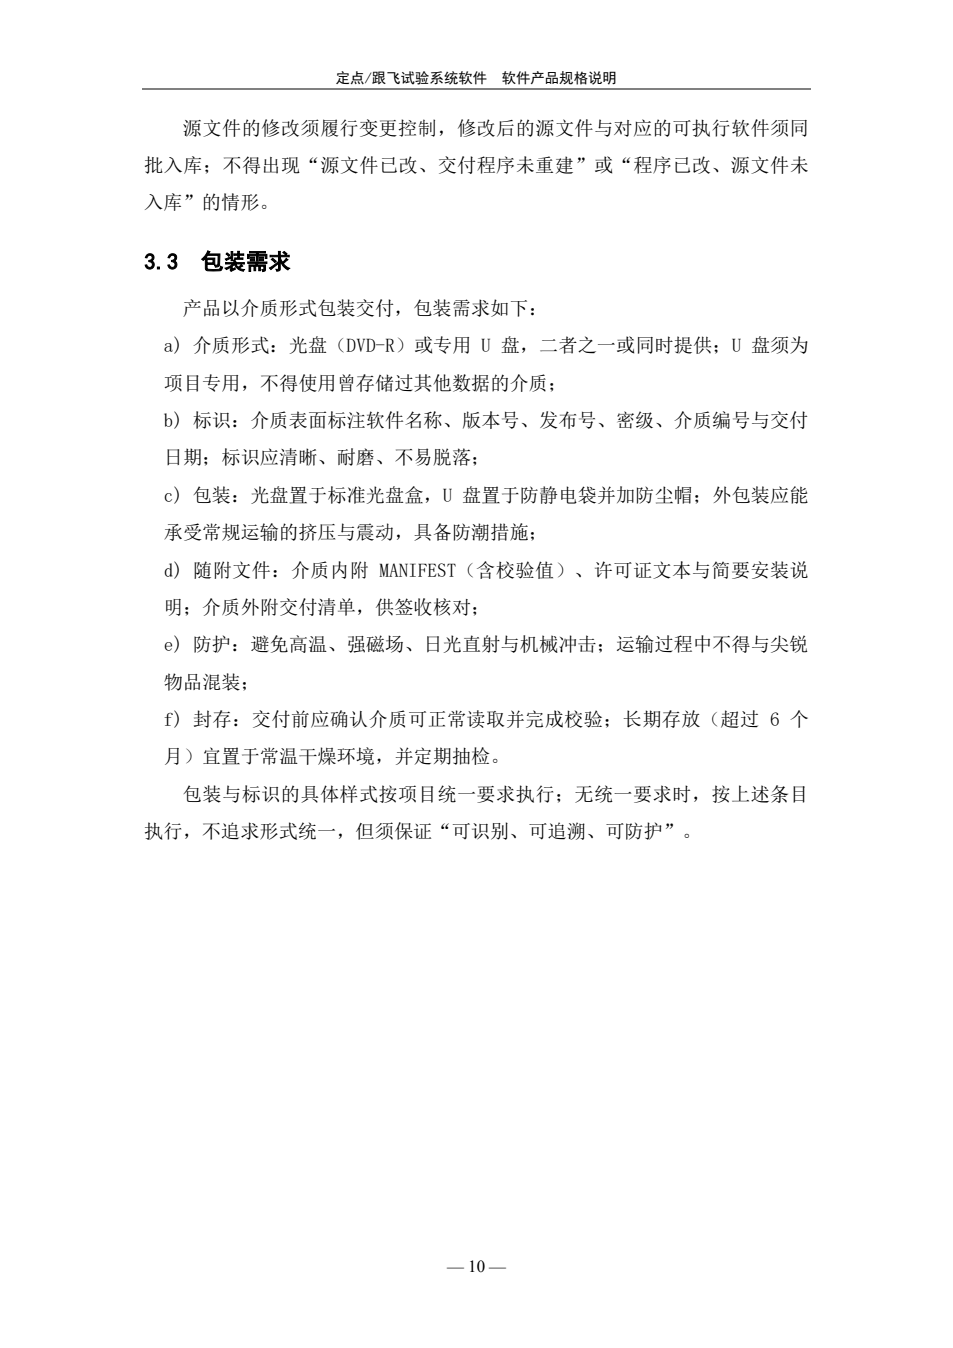 定点/跟飞试验系统软件　软件产品规格说明
源文件的修改须履行变更控制，修改后的源文件与对应的可执行软件须同
批入库；不得出现“源文件已改、交付程序未重建”或“程序已改、源文件未
入库”的情形。
3.3　包装需求
产品以介质形式包装交付，包装需求如下：
a) 介质形式：光盘（DVD-R）或专用 U 盘，二者之一或同时提供；U 盘须为
项目专用，不得使用曾存储过其他数据的介质；
b) 标识：介质表面标注软件名称、版本号、发布号、密级、介质编号与交付
日期；标识应清晰、耐磨、不易脱落；
c) 包装：光盘置于标准光盘盒，U 盘置于防静电袋并加防尘帽；外包装应能
承受常规运输的挤压与震动，具备防潮措施；
d) 随附文件：介质内附 MANIFEST（含校验值）、许可证文本与简要安装说
明；介质外附交付清单，供签收核对；
e) 防护：避免高温、强磁场、日光直射与机械冲击；运输过程中不得与尖锐
物品混装；
f) 封存：交付前应确认介质可正常读取并完成校验；长期存放（超过 6 个
月）宜置于常温干燥环境，并定期抽检。
包装与标识的具体样式按项目统一要求执行；无统一要求时，按上述条目
执行，不追求形式统一，但须保证“可识别、可追溯、可防护”。
— 10 —